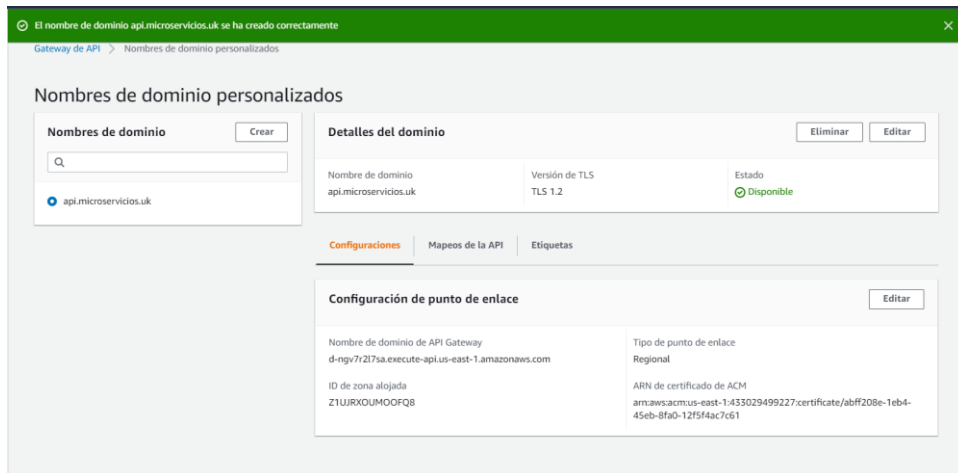 El nombre de dominio api.microservicios.uk se ha creado correctamente
Gateway de API > Nombres de dominio personalizados
Nombres de dominio personalizados
Nombres de dominio
Crear
api.microservicios.uk
Detalles del dominio
Eliminar
Editar
Nombre de dominio
api.microservicios.uk
Versión de TLS
TLS 1.2
Estado
Disponible
Configuraciones
Mapeos de la API
Etiquetas
Configuración de punto de enlace
Editar
Nombre de dominio de API Gateway
d-ngv7r2l7sa.execute-api.us-east-1.amazonaws.com
Tipo de punto de enlace
Regional
ID de zona alojada
Z1UJRXOUMOOFQ8
ARN de certificado de ACM
arn:aws:acm:us-east-1:433029499227:certificate/abff208e-1eb4-
45eb-8fa0-12f5f4ac7c61